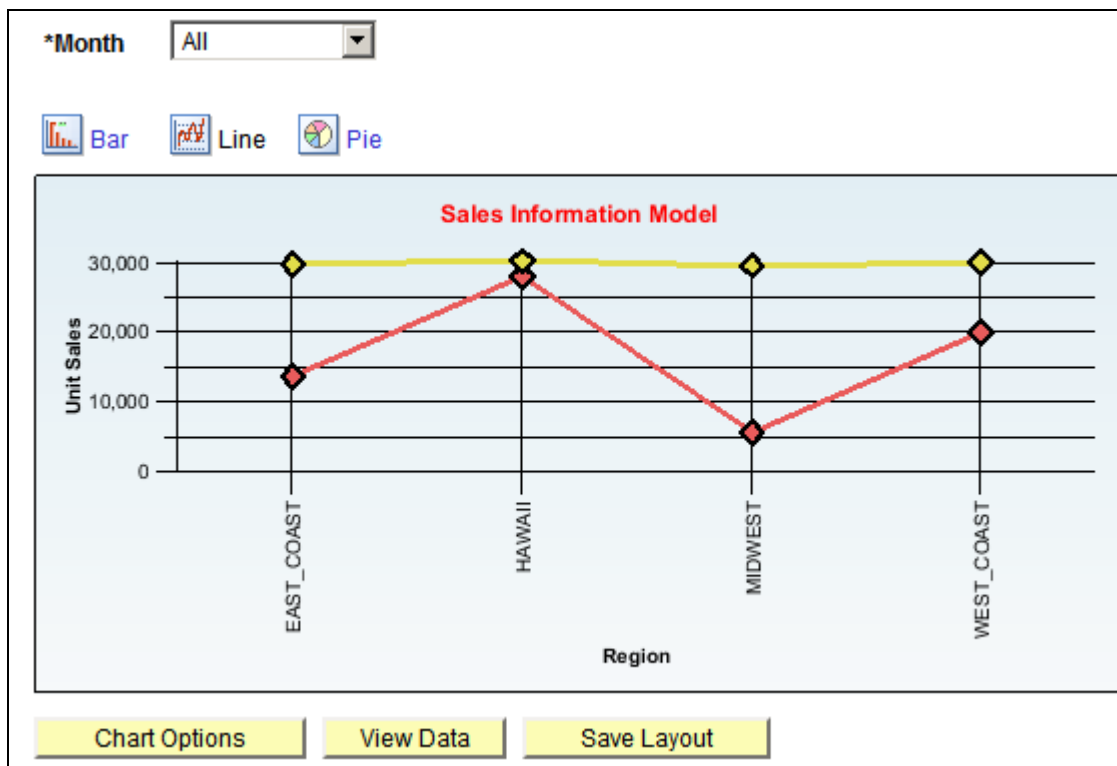 *Month All
Bar Line Pie
Sales Information Model
30,000
20,000
10,000
0
Unit Sales
EAST_COAST
HAWAII
MIDWEST
WEST_COAST
Region
Chart Options View Data Save Layout